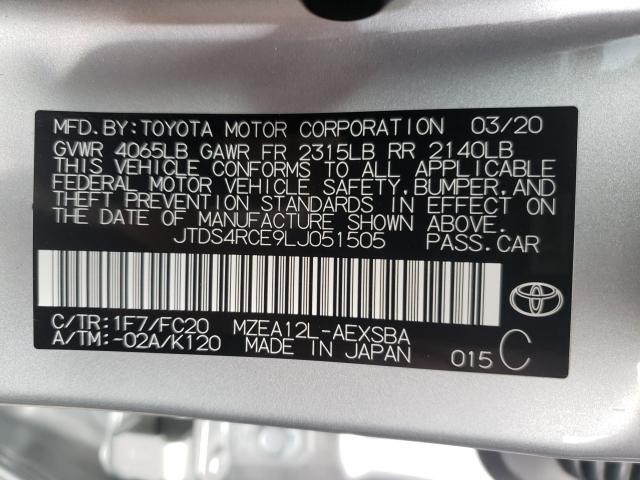 MFD.BY:TOYOTA MOTOR CORPORATION 03/20
GVWR 4065LB GAWR FR 2315LB RR 2140LB
THIS VEHICLE CONFORMS TO ALL APPLICABLE
FEDERAL MOTOR VEHICLE SAFETY,BUMPER,AND
THEFT PREVENTION STANDARDS IN EFFECT ON
THE DATE OF MANUFACTURE SHOWN ABOVE.
JTDS4RCE9LJ051505 PASS.CAR
C/TR:1F7/FC20 MZEA12L-AEXSBA
A/TM:-02A/K120 MADE IN JAPAN 015 C